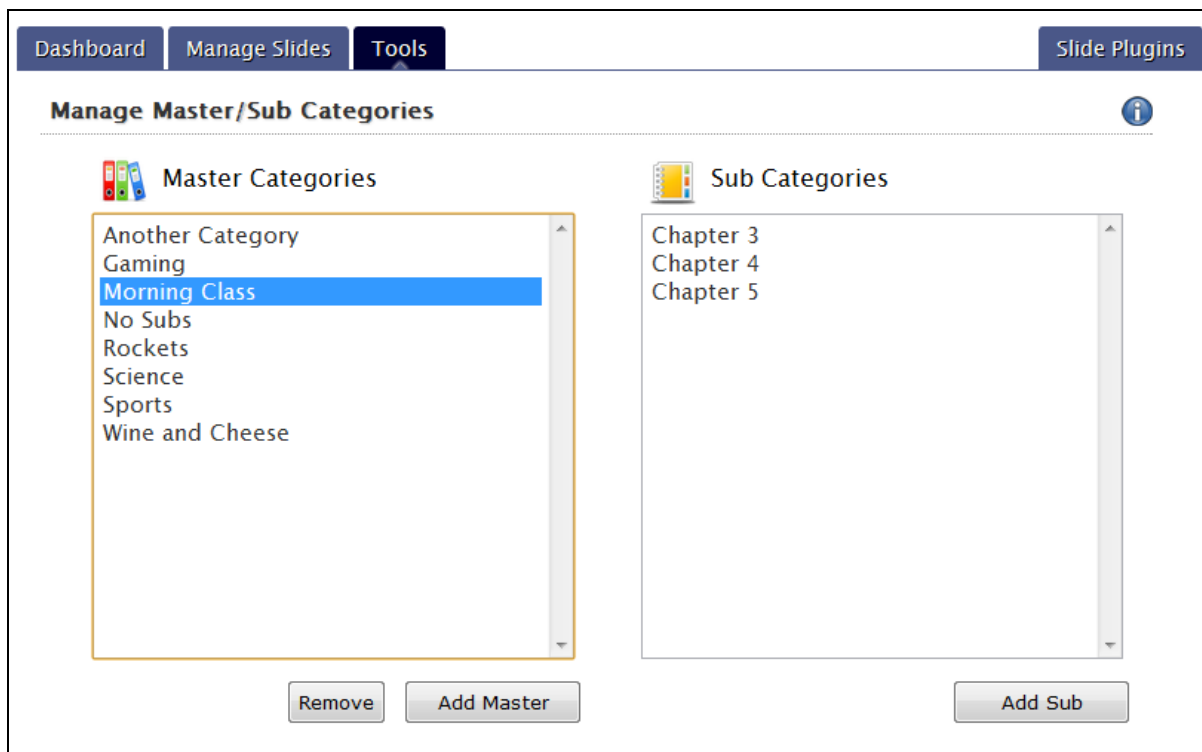 Dashboard Manage Slides Tools Slide Plugins
Manage Master/Sub Categories
Master Categories
Another Category
Gaming
Morning Class
No Subs
Rockets
Science
Sports
Wine and Cheese
Remove Add Master
Sub Categories
Chapter 3
Chapter 4
Chapter 5
Add Sub